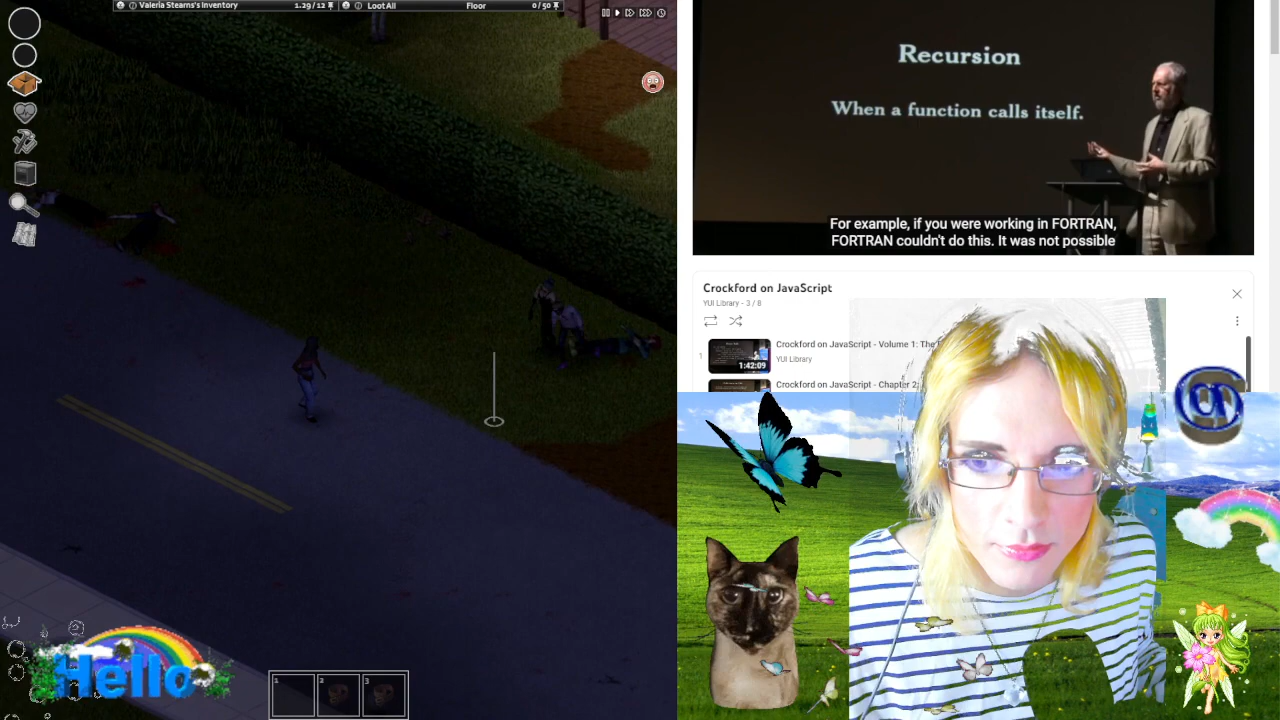 Valeria Stearns's Inventory
1.29 / 12
Loot All
Floor
0 / 50
1
2
3
Hello
Recursion
When a function calls itself.
For example, if you were working in FORTRAN,
FORTRAN couldn't do this. It was not possible
Crockford on JavaScript
YUI Library - 3 / 8
1
1:42:09
Crockford on JavaScript - Volume 1: The
YUI Library
Crockford on JavaScript - Chapter 2:
@